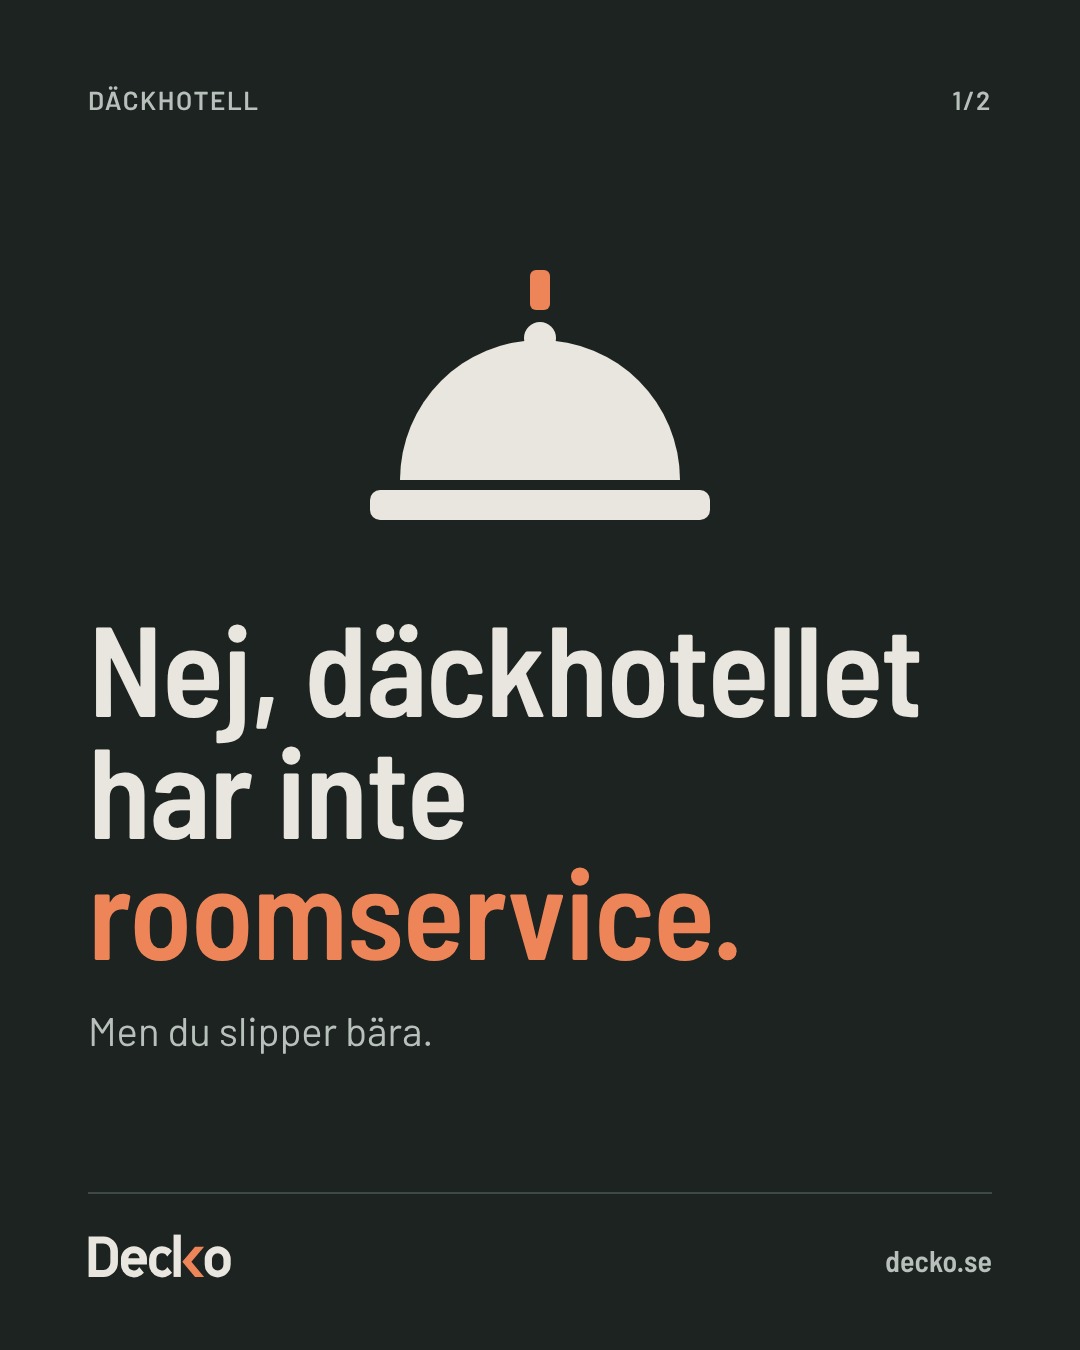 DÄCKHOTELL
1/2
Nej, däckhotellet
har inte
roomservice.
Men du slipper bära.
Decko
decko.se